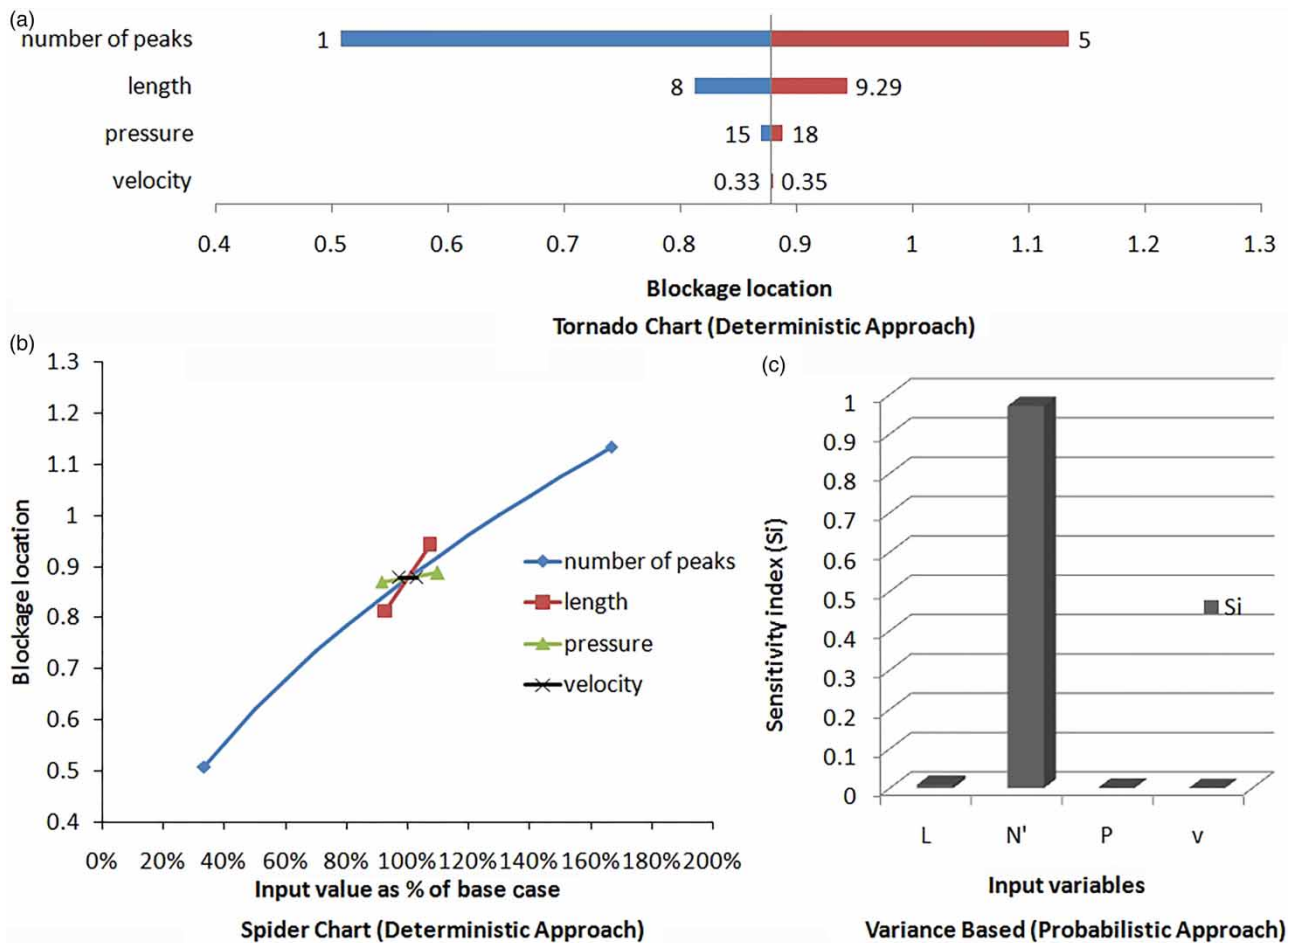 (a)
number of peaks 1 5
length 8 9.29
pressure 15 18
velocity 0.33 0.35
0.4 0.5 0.6 0.7 0.8 0.9 1 1.1 1.2 1.3
Blockage location
Tornado Chart (Deterministic Approach)
(b)
1.3
1.2
1.1
1
0.9
0.8
0.7
0.6
0.5
0.4
Blockage location
number of peaks
length
pressure
velocity
0% 20% 40% 60% 80% 100% 120% 140% 160% 180% 200%
Input value as % of base case
Spider Chart (Deterministic Approach)
(c)
1
0.9
0.8
0.7
0.6
0.5
0.4
0.3
0.2
0.1
0
Sensitivity index (Si)
Si
L N' P v
Input variables
Variance Based (Probabilistic Approach)